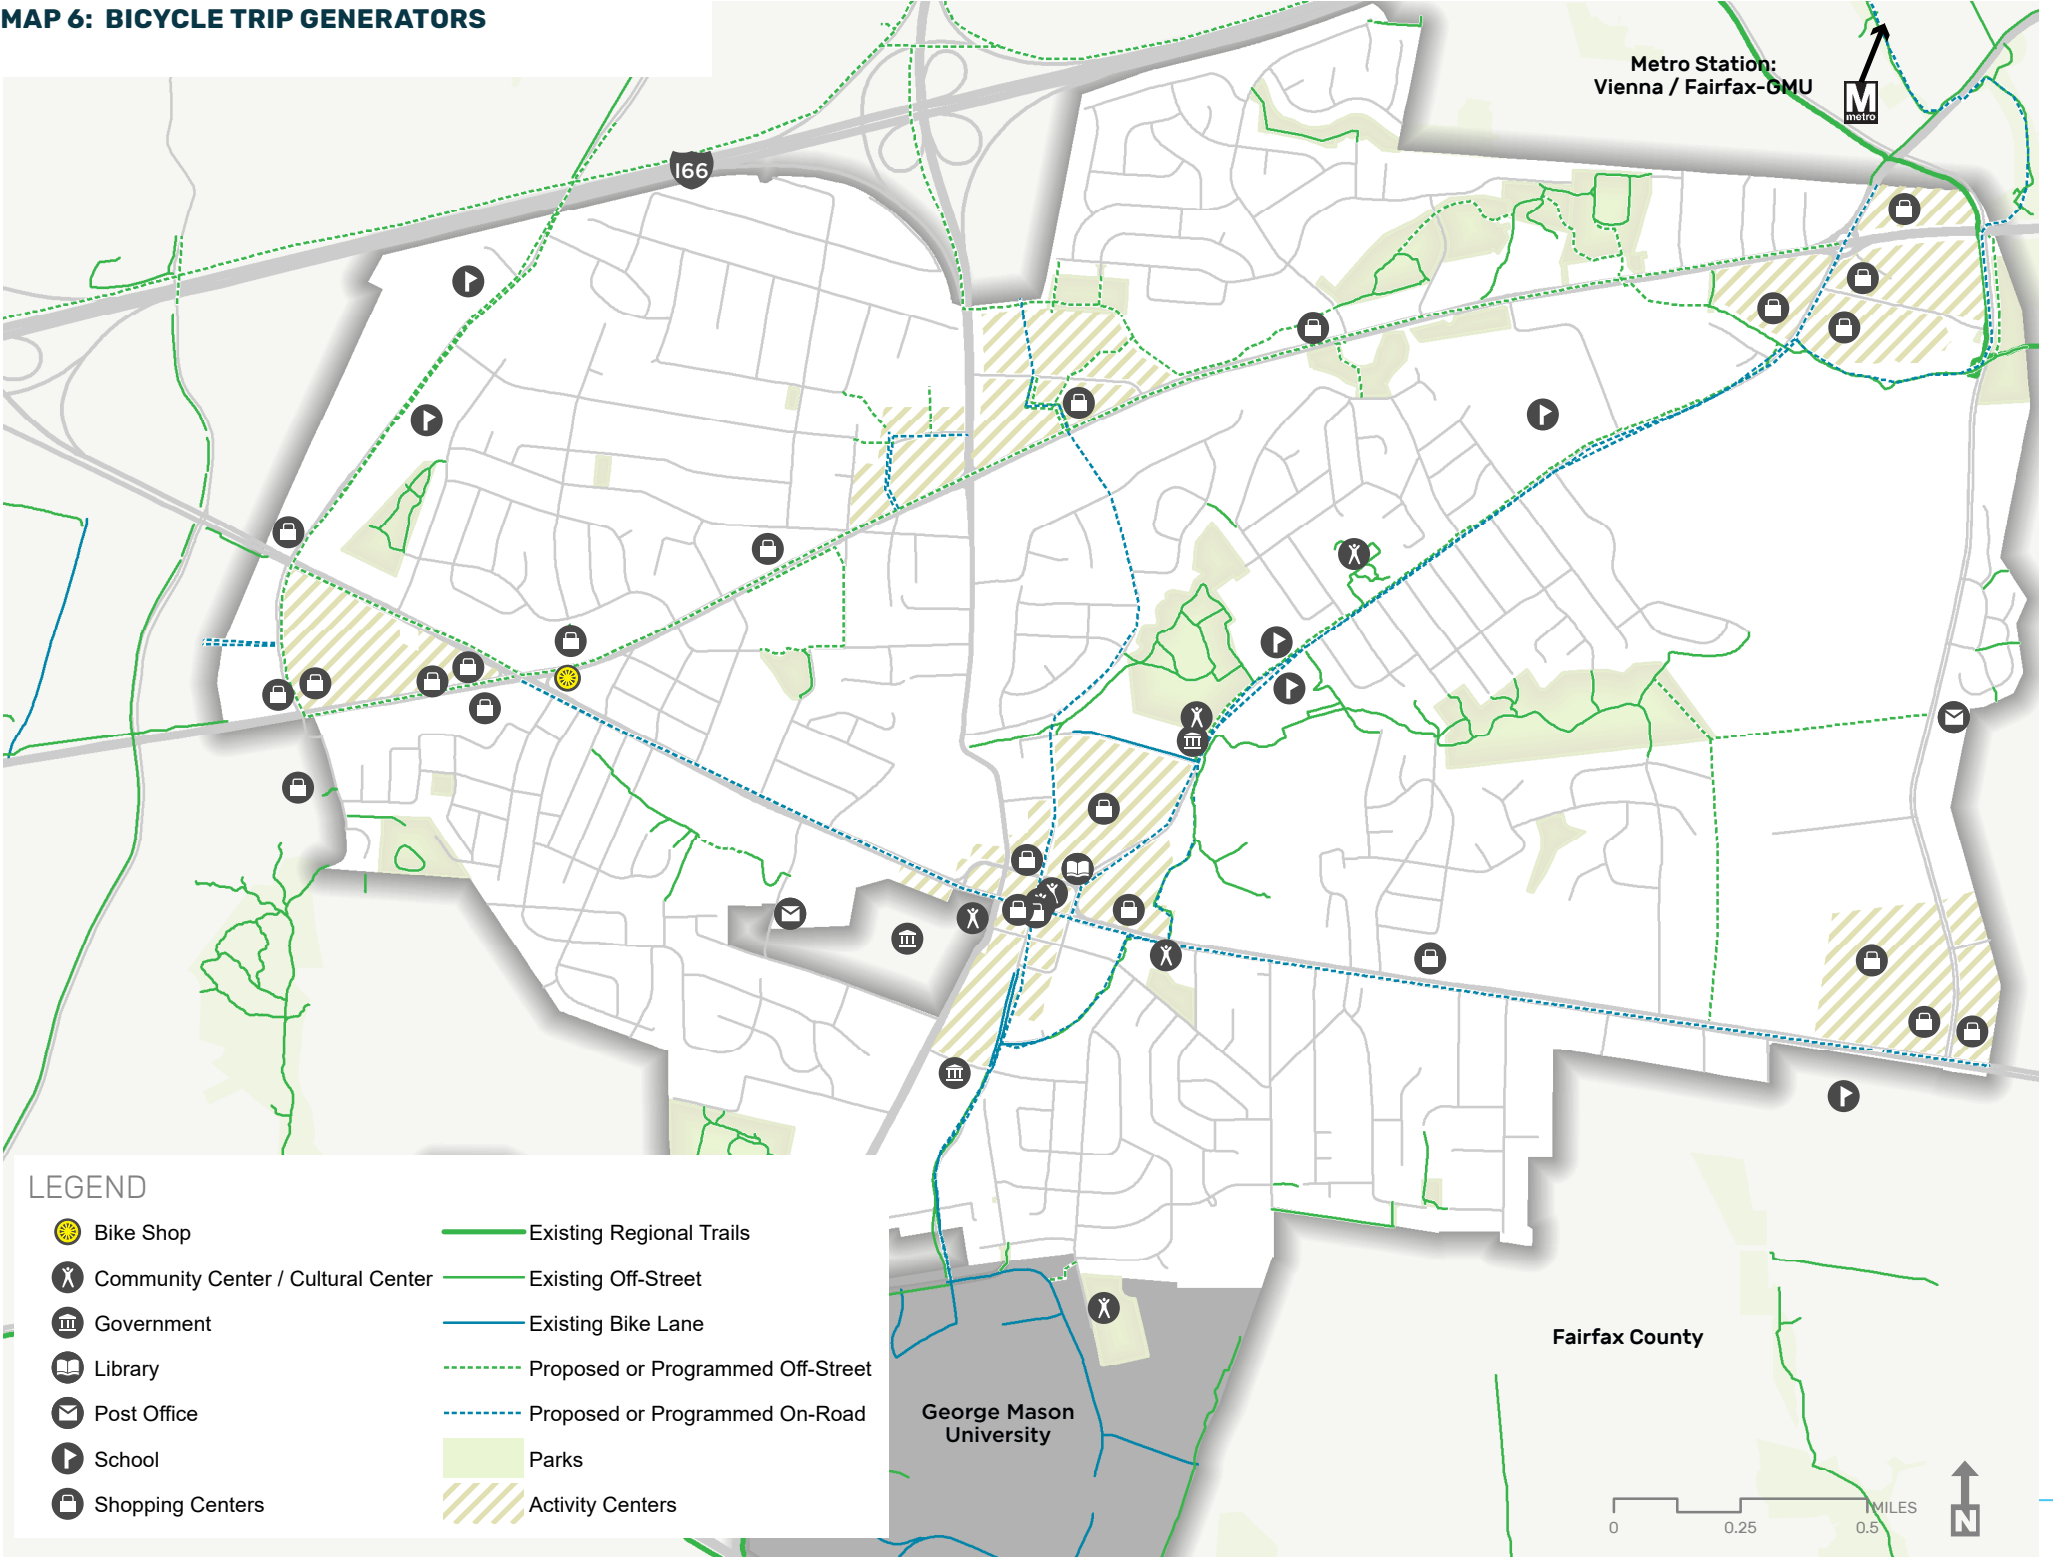 MAP 6: BICYCLE TRIP GENERATORS
Metro Station:
Vienna / Fairfax-GMU
M
metro
I66
LEGEND
Bike Shop
Community Center / Cultural Center
Government
Library
Post Office
School
Shopping Centers
Existing Regional Trails
Existing Off-Street
Existing Bike Lane
Proposed or Programmed Off-Street
Proposed or Programmed On-Road
Parks
Activity Centers
George Mason
University
Fairfax County
MILES
0 0.25 0.5
N